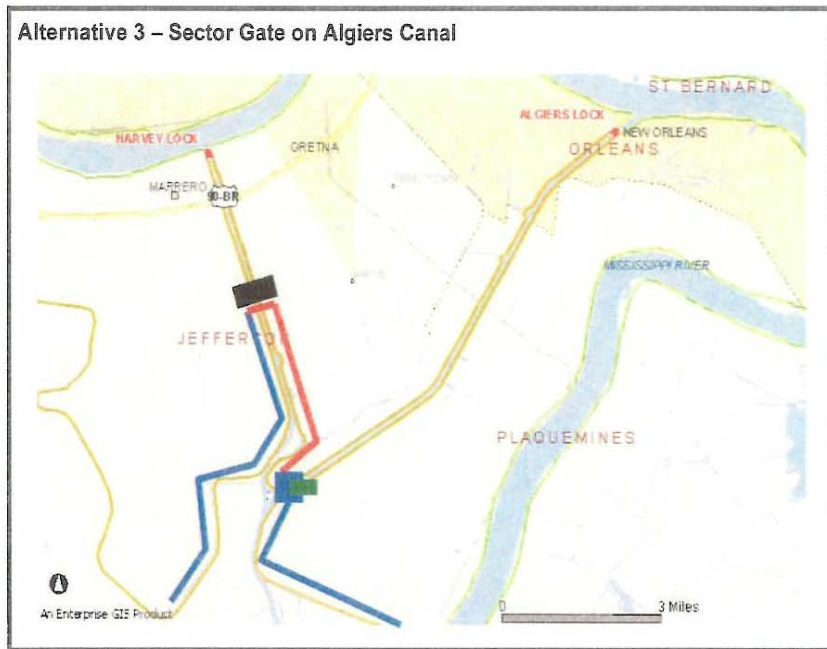 Alternative 3 – Sector Gate on Algiers Canal
ST BERNARD
ALGIERS LOCK
NEW ORLEANS
HARVEY LOCK
GRETNA
ORLEANS
MARRERO
90-BR
MISSISSIPPI RIVER
JEFFERSON
PLAQUEMINES
An Enterprise GIS Product
0
3 Miles